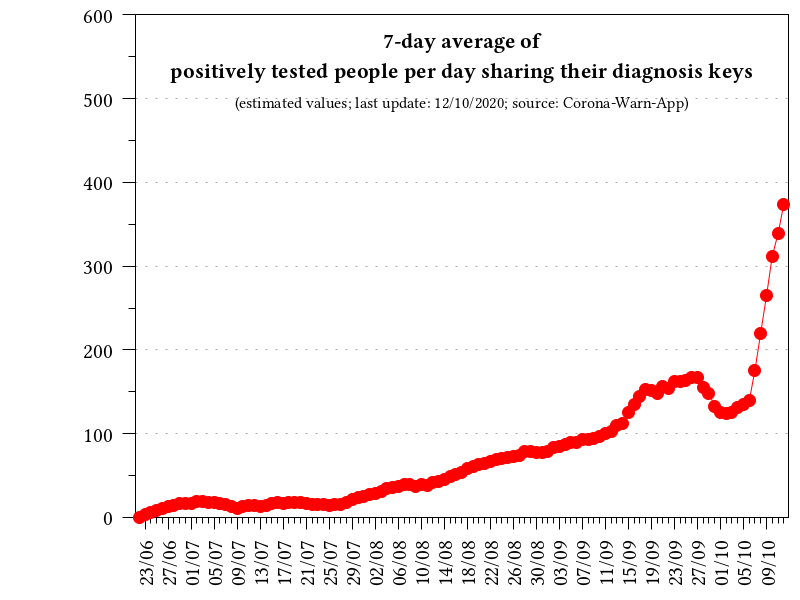 7-day average of
positively tested people per day sharing their diagnosis keys
(estimated values; last update: 12/10/2020; source: Corona-Warn-App)
600
500
400
300
200
100
0
23/06 27/06 01/07 05/07 09/07 13/07 17/07 21/07 25/07 29/07 02/08 06/08 10/08 14/08 18/08 22/08 26/08 30/08 03/09 07/09 11/09 15/09 19/09 23/09 27/09 01/10 05/10 09/10